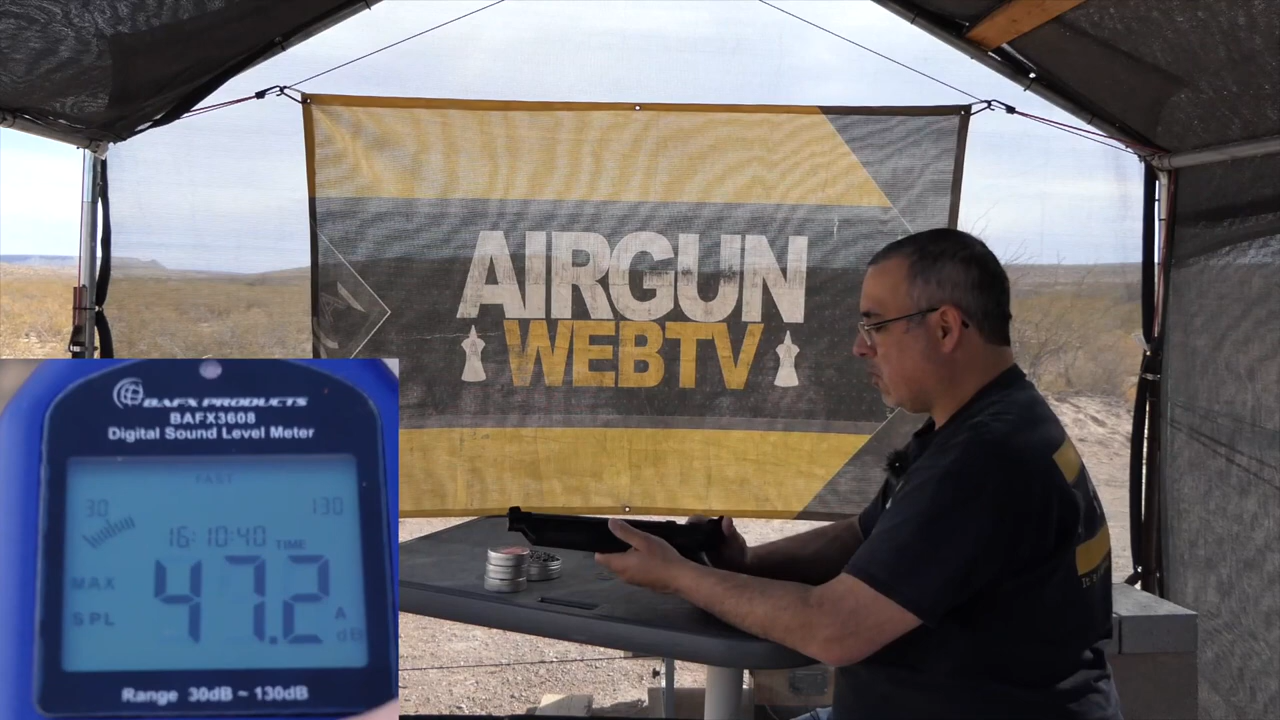 AIRGUN
WEBTV
BAFX PRODUCTS
BAFX3608
Digital Sound Level Meter
FAST
30 130
16:10:40 TIME
MAX
47.2
SPL
A
dB
Range 30dB ~ 130dB